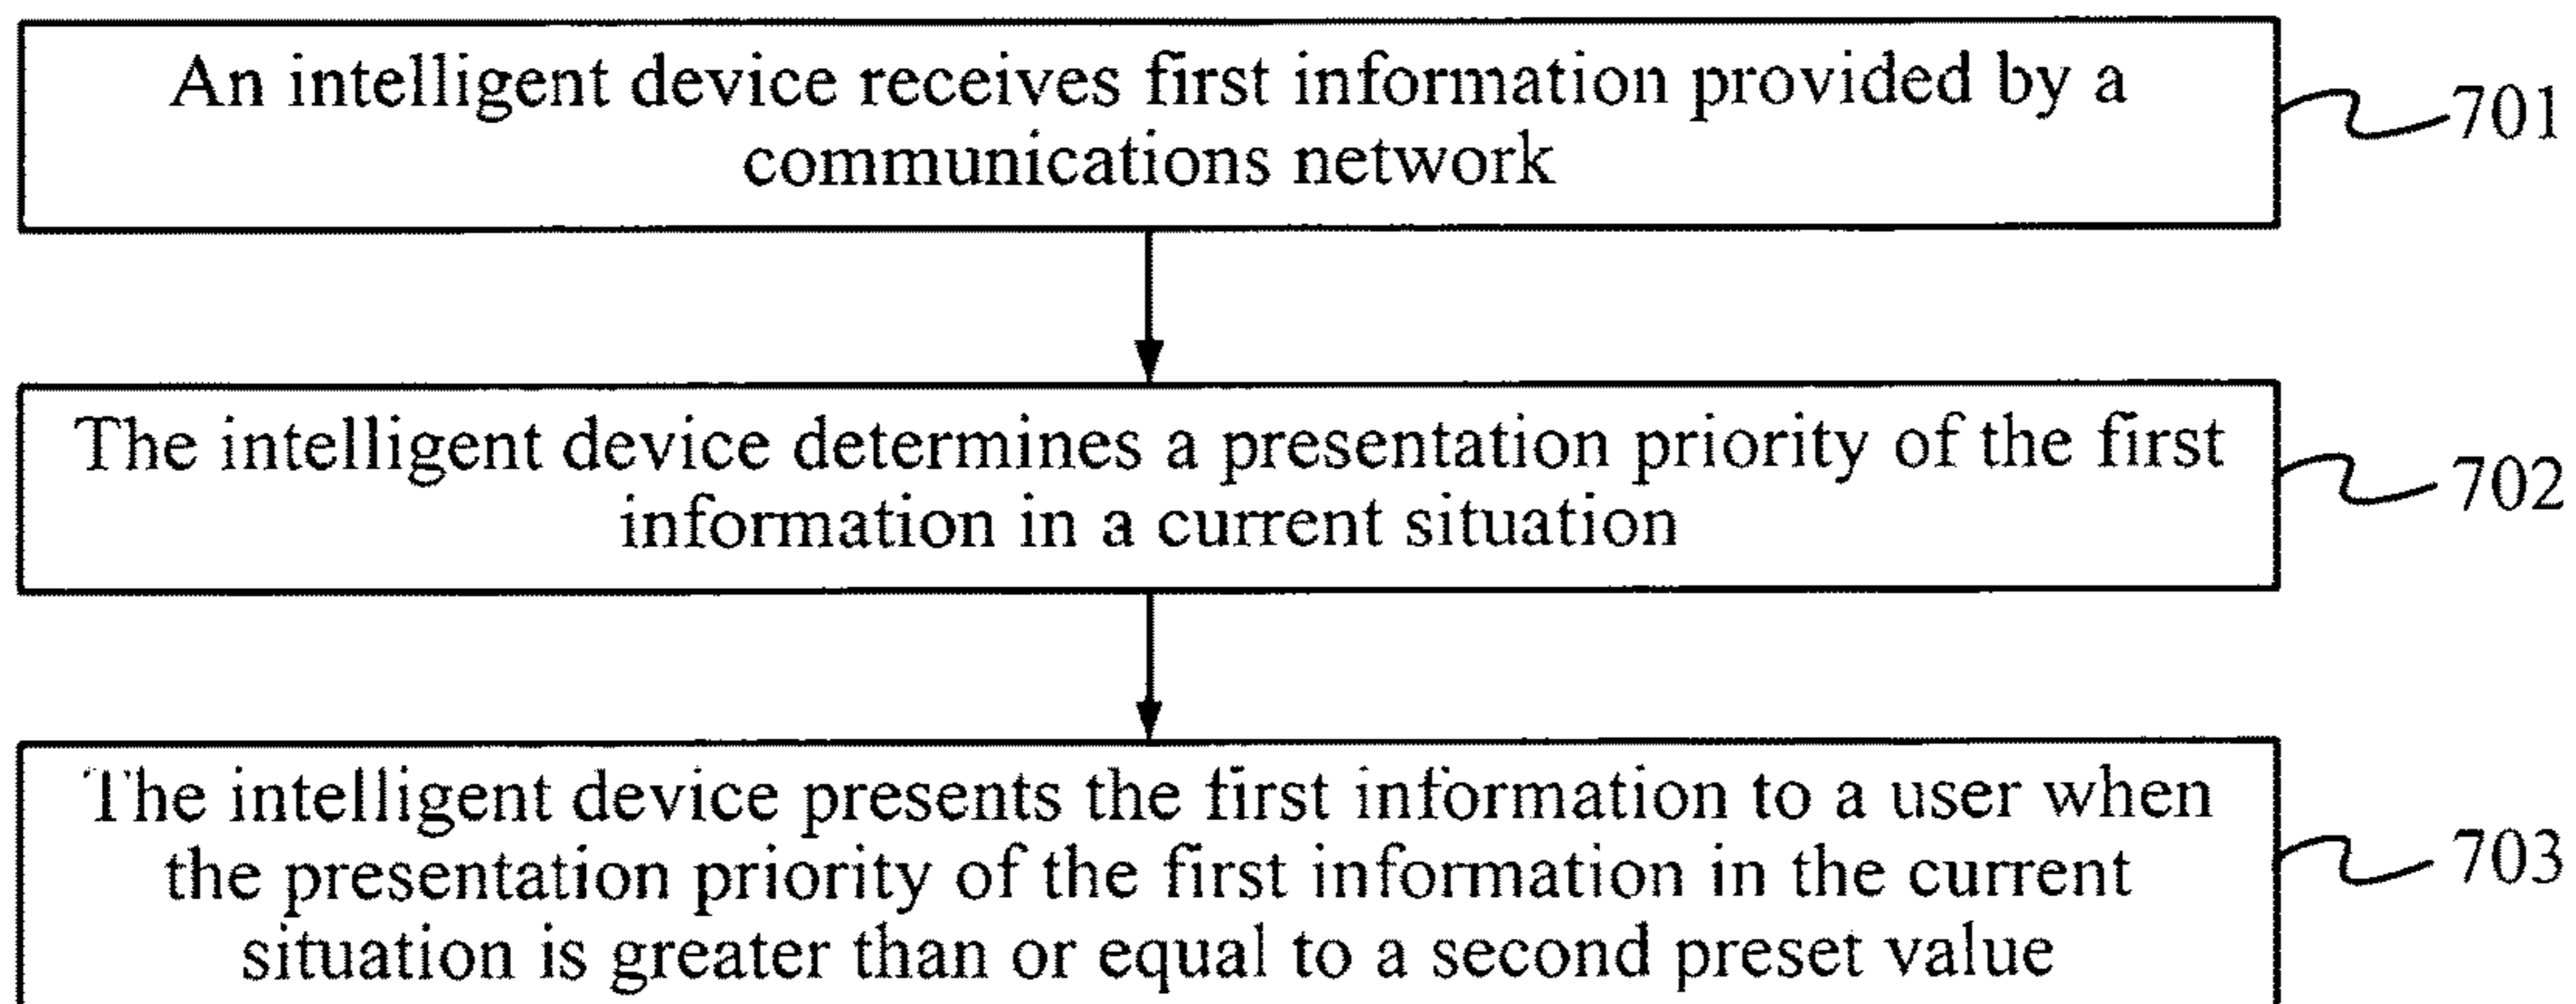 An intelligent device receives first information provided by a
communications network
701
The intelligent device determines a presentation priority of the first
information in a current situation
702
The intelligent device presents the first information to a user when
the presentation priority of the first information in the current
situation is greater than or equal to a second preset value
703